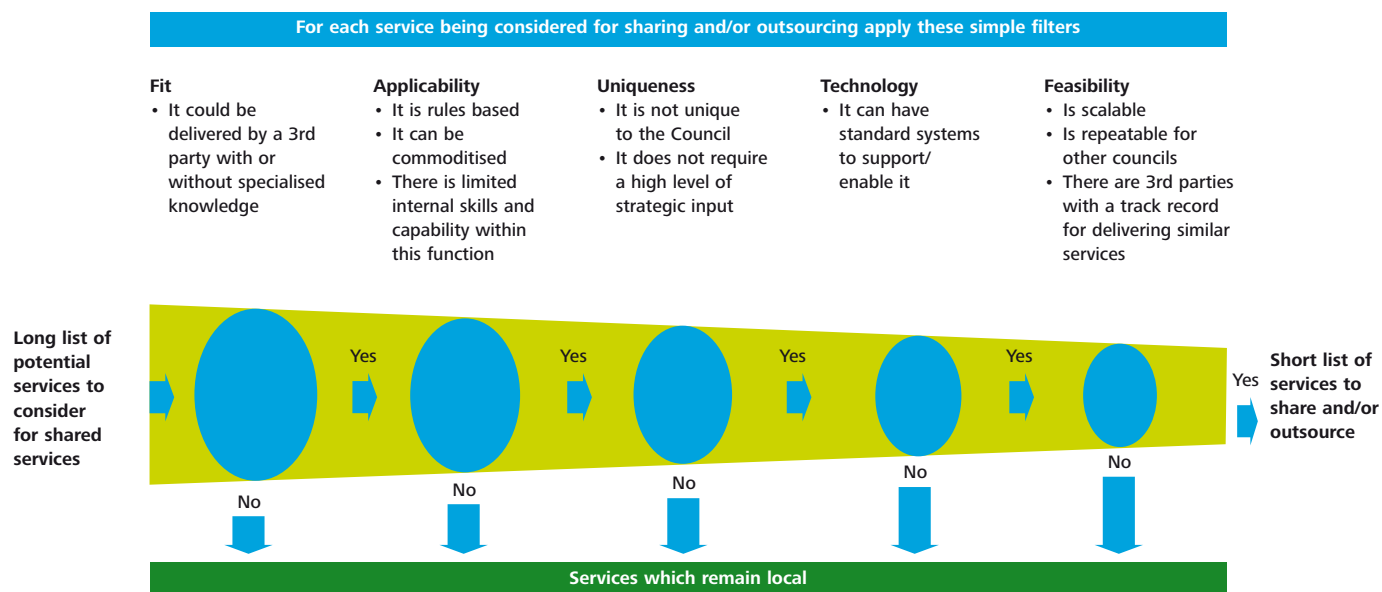 For each service being considered for sharing and/or outsourcing apply these simple filters
Fit
• It could be
delivered by a 3rd
party with or
without specialised
knowledge
Applicability
• It is rules based
• It can be
commoditised
• There is limited
internal skills and
capability within
this function
Uniqueness
• It is not unique
to the Council
• It does not require
a high level of
strategic input
Technology
• It can have
standard systems
to support/
enable it
Feasibility
• Is scalable
• Is repeatable for
other councils
• There are 3rd parties
with a track record
for delivering similar
services
Long list of
potential
services to
consider
for shared
services
Yes
Yes
Yes
Yes
Yes
Short list of
services to
share and/or
outsource
No
No
No
No
No
Services which remain local